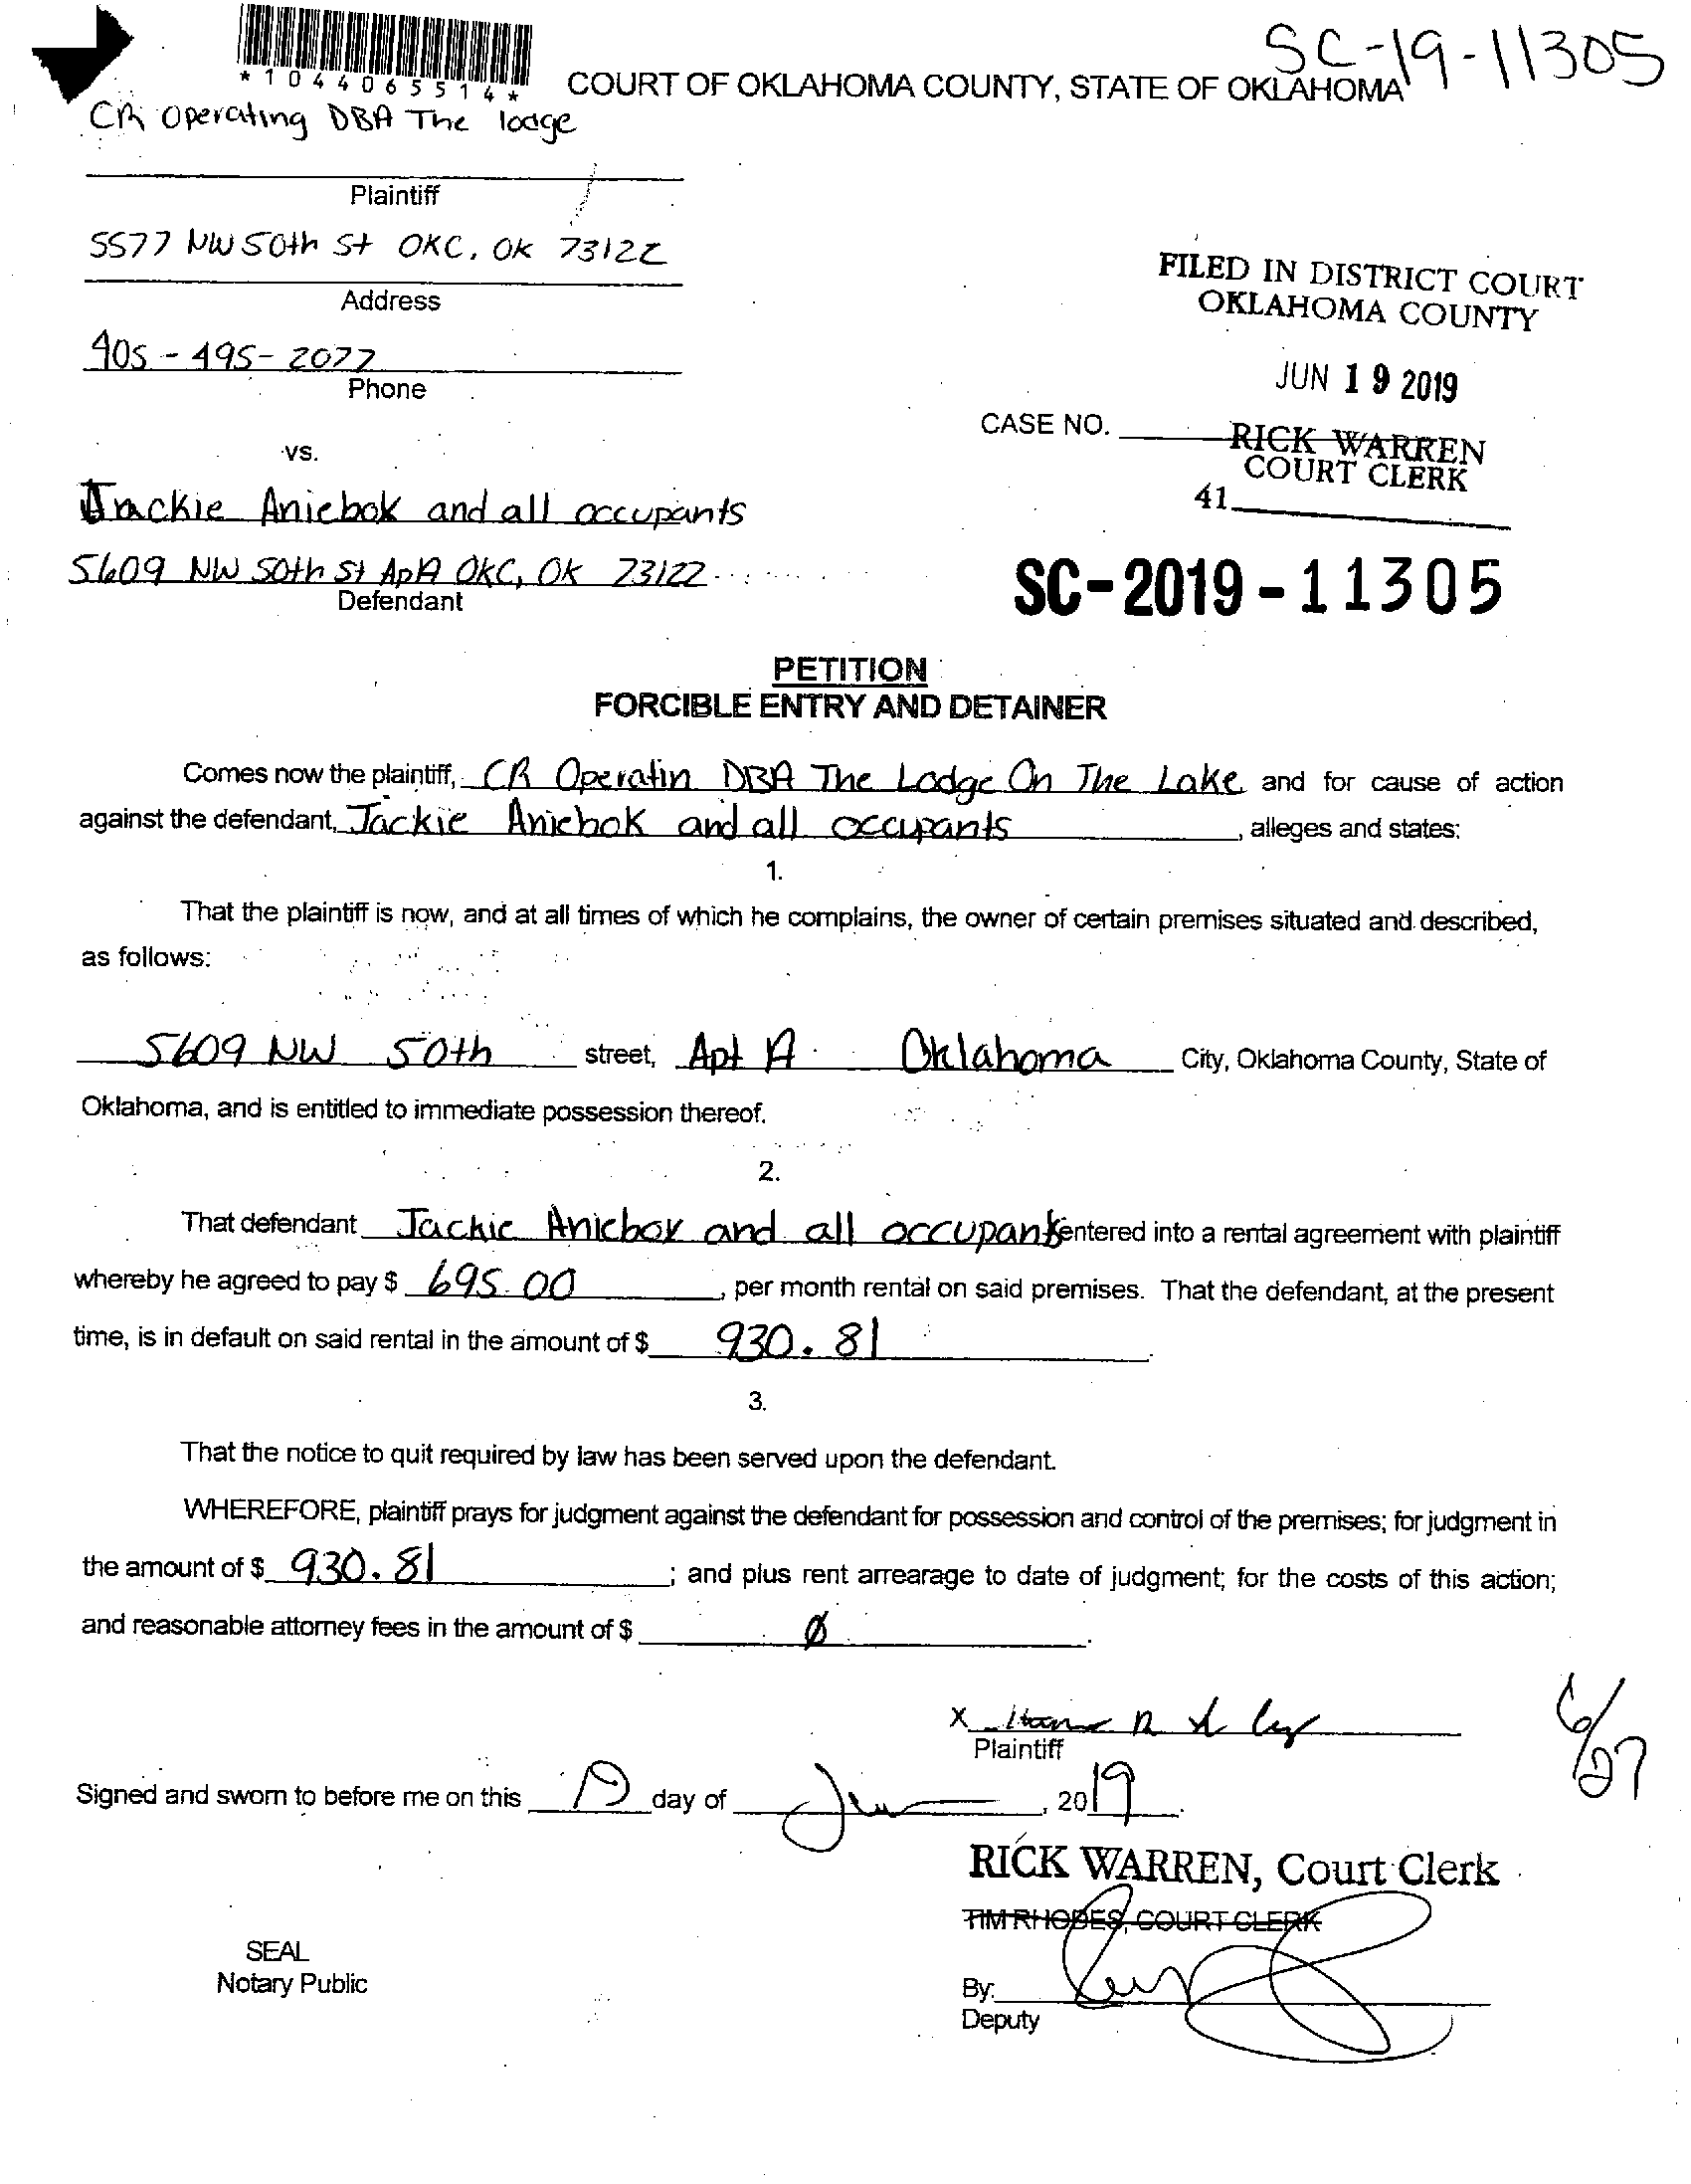 SC-19-11305
*1044065514*
COURT OF OKLAHOMA COUNTY, STATE OF OKLAHOMA
CR Operating DBA The lodge
Plaintiff
5577 NW 50th St OKC, OK 73122
Address
405-495-2077
Phone
FILED IN DISTRICT COURT
OKLAHOMA COUNTY
JUN 19 2019
CASE NO.
RICK WARREN
COURT CLERK
41
vs.
Jackie Aniebok and all occupants
5609 NW 50th St Ap A OKC, OK 73122
Defendant
SC-2019-11305
PETITION
FORCIBLE ENTRY AND DETAINER
Comes now the plaintiff, CR Operatin DBA The Lodge On The Lake and for cause of action
against the defendant, Jackie Aniebok and all occupants, alleges and states:
1.
That the plaintiff is now, and at all times of which he complains, the owner of certain premises situated and described,
as follows:
5609 NW 50th street, Apt A Oklahoma City, Oklahoma County, State of
Oklahoma, and is entitled to immediate possession thereof.
2.
That defendant Jackie Aniebok and all occupants entered into a rental agreement with plaintiff
whereby he agreed to pay $ 695.00, per month rental on said premises. That the defendant, at the present
time, is in default on said rental in the amount of $ 930.81.
3.
That the notice to quit required by law has been served upon the defendant.
WHEREFORE, plaintiff prays for judgment against the defendant for possession and control of the premises; for judgment in
the amount of $ 930.81; and plus rent arrearage to date of judgment; for the costs of this action;
and reasonable attorney fees in the amount of $ Ø.
X
Plaintiff
6/27
Signed and sworn to before me on this 19 day of Jun, 2019.
RICK WARREN, Court Clerk
TIM RHODES, COURT CLERK
SEAL
Notary Public
By:
Deputy